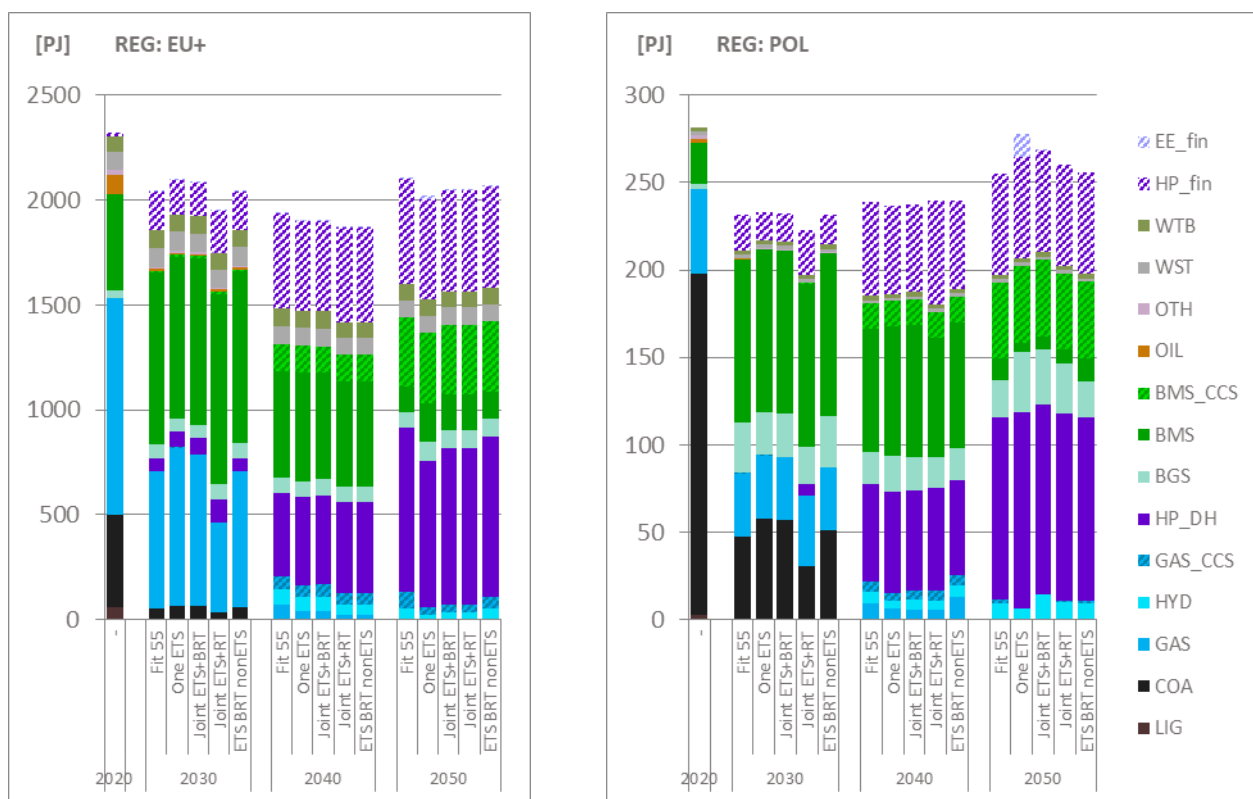 [PJ] REG: EU+
2500
2000
1500
1000
500
0
-
Fit 55
One ETS
Joint ETS+BRT
Joint ETS+RT
ETS BRT nonETS
Fit 55
One ETS
Joint ETS+BRT
Joint ETS+RT
ETS BRT nonETS
Fit 55
One ETS
Joint ETS+BRT
Joint ETS+RT
ETS BRT nonETS
2020 2030 2040 2050
[PJ] REG: POL
300
250
200
150
100
50
0
-
Fit 55
One ETS
Joint ETS+BRT
Joint ETS+RT
ETS BRT nonETS
Fit 55
One ETS
Joint ETS+BRT
Joint ETS+RT
ETS BRT nonETS
Fit 55
One ETS
Joint ETS+BRT
Joint ETS+RT
ETS BRT nonETS
2020 2030 2040 2050
EE_fin
HP_fin
WTB
WST
OTH
OIL
BMS_CCS
BMS
BGS
HP_DH
GAS_CCS
HYD
GAS
COA
LIG